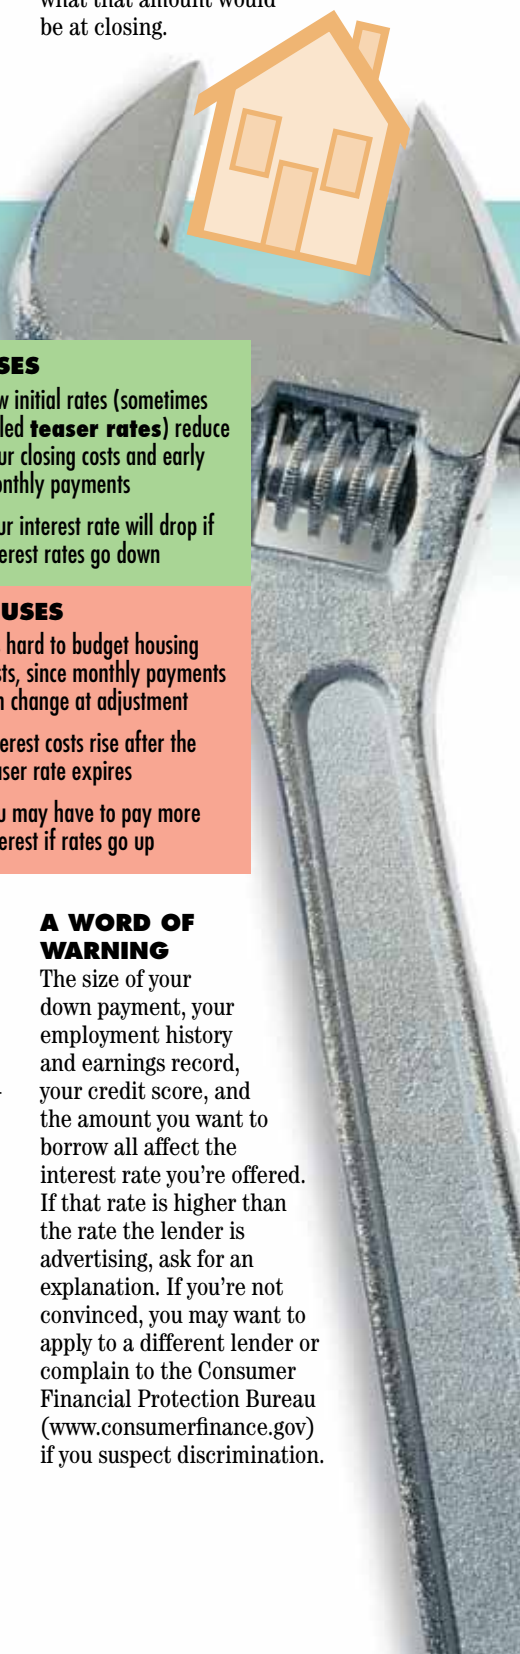 what that amount would
be at closing.
SES
w initial rates (sometimes
led teaser rates) reduce
ur closing costs and early
onthly payments
ur interest rate will drop if
erest rates go down
USES
hard to budget housing
sts, since monthly payments
n change at adjustment
erest costs rise after the
aser rate expires
u may have to pay more
erest if rates go up
A WORD OF
WARNING
The size of your
down payment, your
employment history
and earnings record,
your credit score, and
the amount you want to
borrow all affect the
interest rate you’re offered.
If that rate is higher than
the rate the lender is
advertising, ask for an
explanation. If you’re not
convinced, you may want to
apply to a different lender or
complain to the Consumer
Financial Protection Bureau
(www.consumerfinance.gov)
if you suspect discrimination.